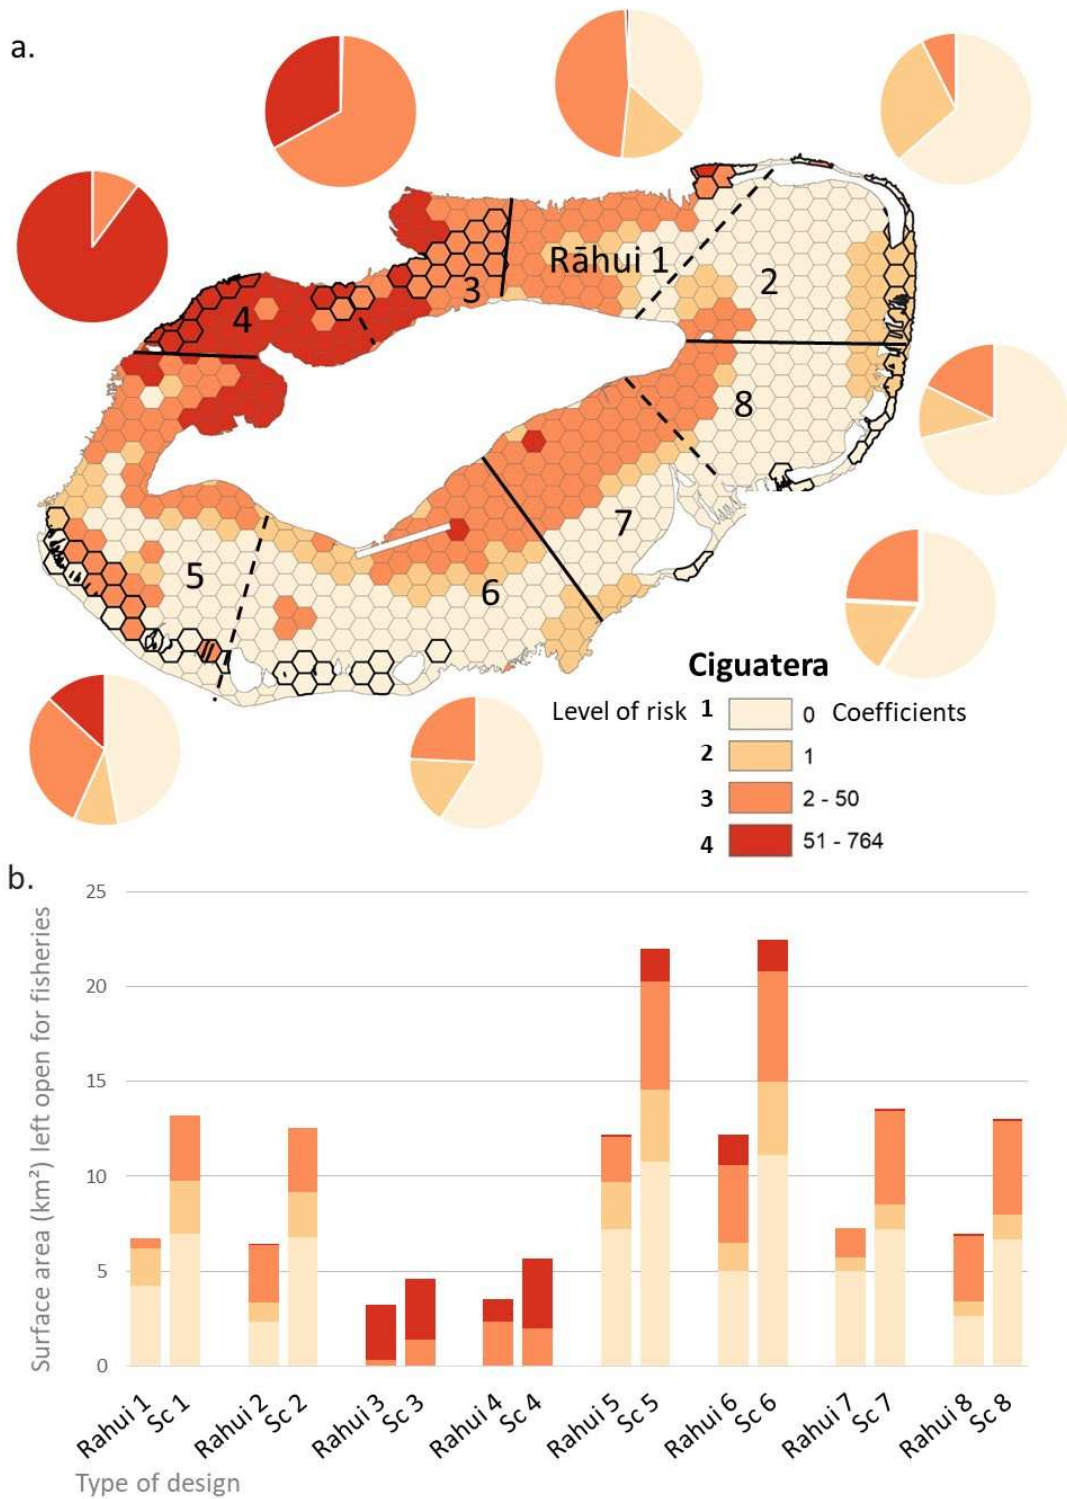 a.
Rāhui 1
2
3
4
8
7
5
6
Ciguatera
Level of risk 1 0 Coefficients
2 1
3 2 - 50
4 51 - 764
b.
Surface area (km²) left open for fisheries
25
20
15
10
5
0
Rahui 1
Sc 1
Rahui 2
Sc 2
Rahui 3
Sc 3
Rahui 4
Sc 4
Rahui 5
Sc 5
Rahui 6
Sc 6
Rahui 7
Sc 7
Rahui 8
Sc 8
Type of design